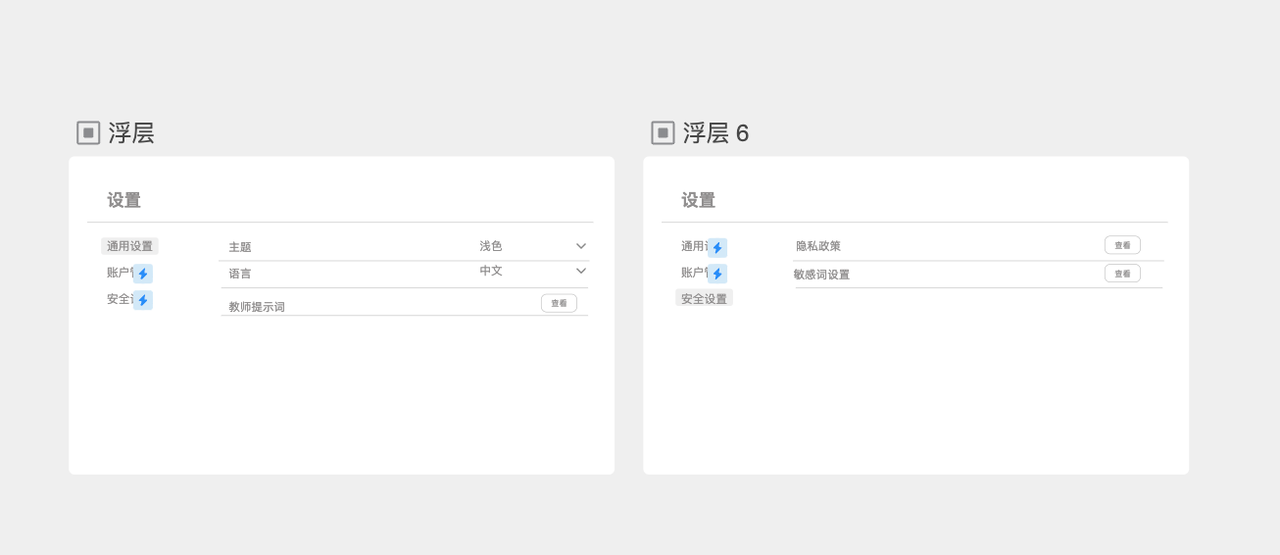 浮层
设置
通用设置
账户
安全
主题
浅色
语言
中文
教师提示词
查看
浮层 6
设置
通用
账户
安全设置
隐私政策
查看
敏感词设置
查看